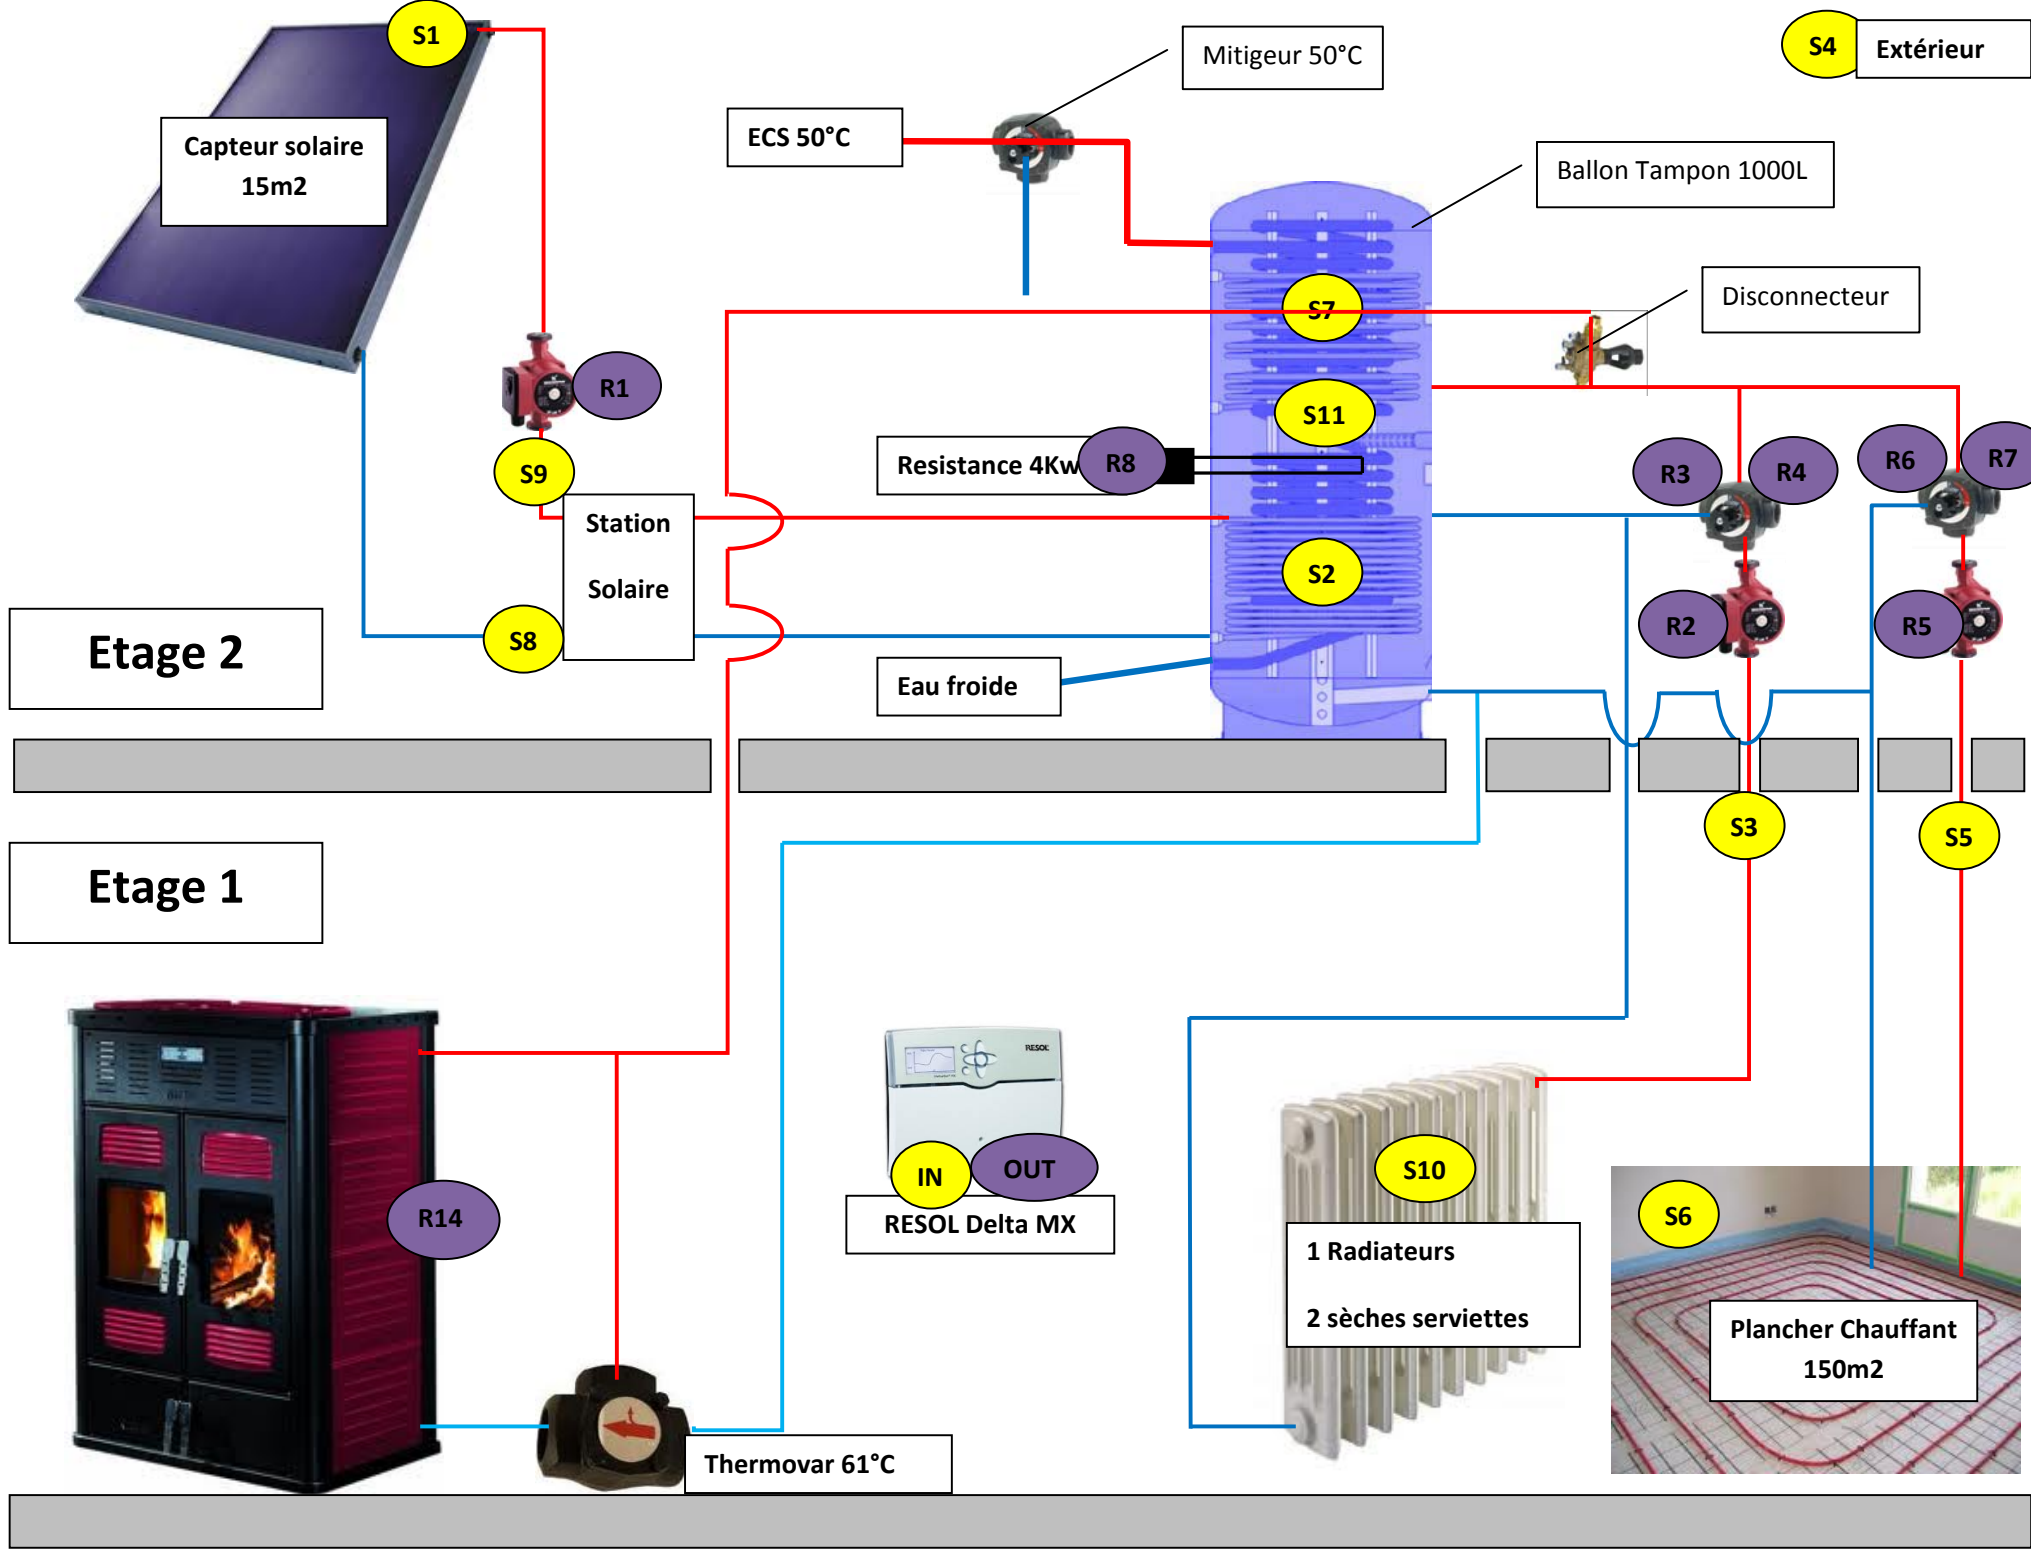 S1
Mitigeur 50°C
S4
Extérieur
ECS 50°C
Capteur solaire
15m2
Ballon Tampon 1000L
S7
Disconnecteur
R1
S11
S9
Resistance 4Kw
R8
R3
R4
R6
R7
Station
Solaire
S2
R2
R5
Etage 2
S8
Eau froide
S3
S5
Etage 1
RESOL
R14
IN
OUT
RESOL Delta MX
S10
S6
1 Radiateurs
2 sèches serviettes
Plancher Chauffant
150m2
Thermovar 61°C